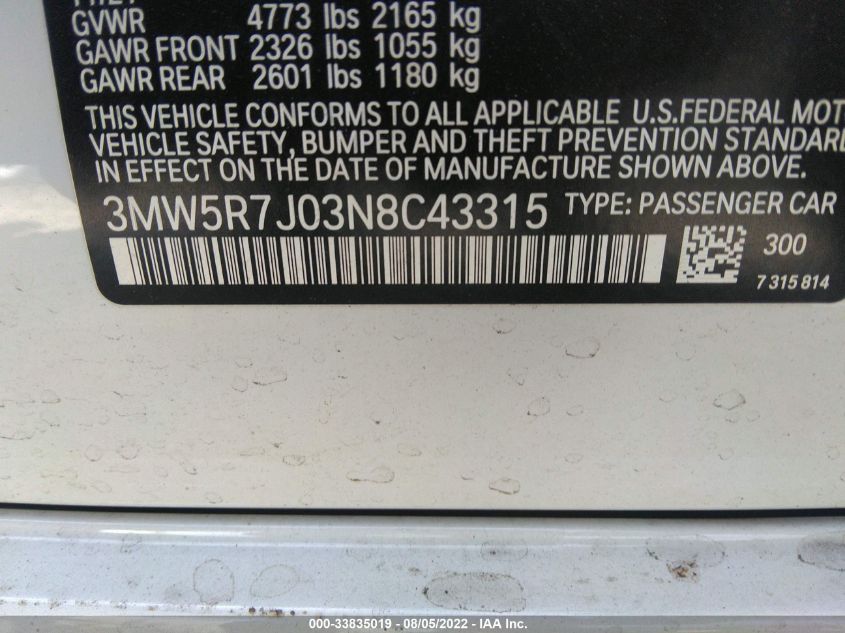 GVWR 4773 lbs 2165 kg
GAWR FRONT 2326 lbs 1055 kg
GAWR REAR 2601 lbs 1180 kg
THIS VEHICLE CONFORMS TO ALL APPLICABLE U.S.FEDERAL MOT
VEHICLE SAFETY, BUMPER AND THEFT PREVENTION STANDARD
IN EFFECT ON THE DATE OF MANUFACTURE SHOWN ABOVE.
3MW5R7J03N8C43315 TYPE: PASSENGER CAR
300
7 315 814
000-33835019 - 08/05/2022 - IAA Inc.